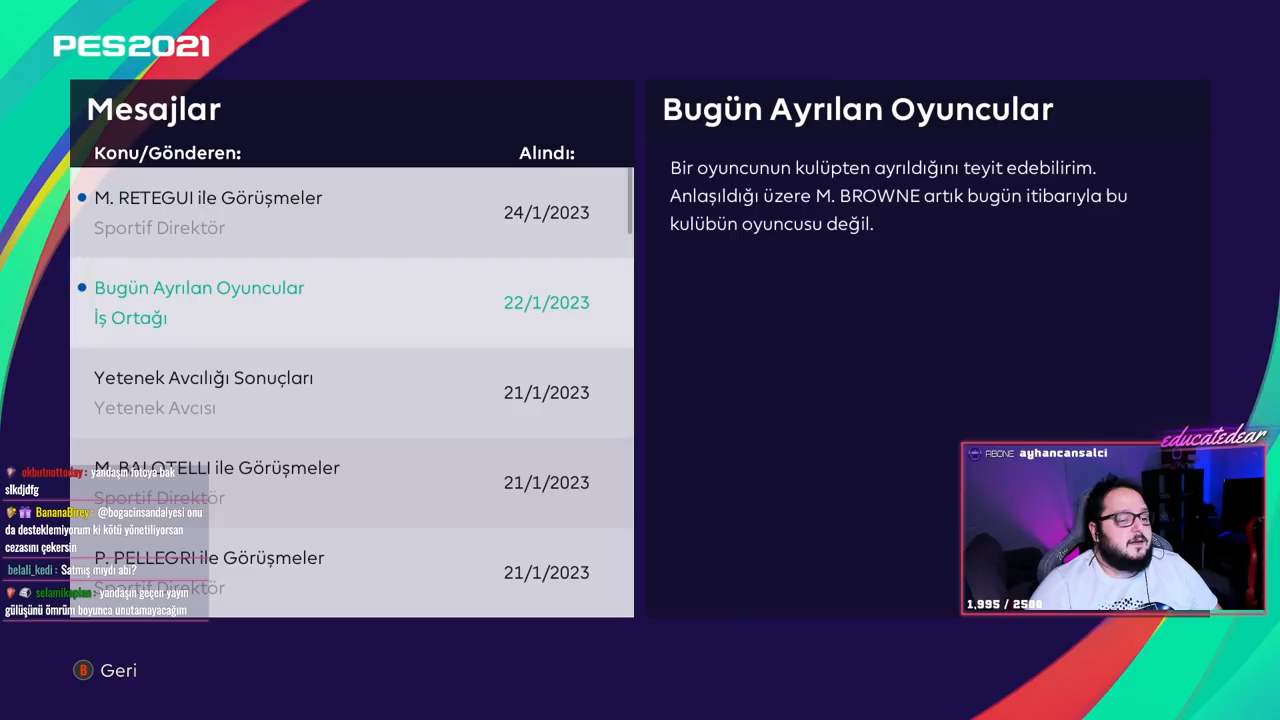 PES2021
Mesajlar
Konu/Gönderen:
Alındı:
M. RETEGUI ile Görüşmeler
Sportif Direktör
24/1/2023
Bugün Ayrılan Oyuncular
İş Ortağı
22/1/2023
Yetenek Avcılığı Sonuçları
Yetenek Avcısı
21/1/2023
M. BALOTELLI ile Görüşmeler
Sportif Direktör
21/1/2023
P. PELLEGRI ile Görüşmeler
Sportif Direktör
21/1/2023
Bugün Ayrılan Oyuncular
Bir oyuncunun kulüpten ayrıldığını teyit edebilirim.
Anlaşıldığı üzere M. BROWNE artık bugün itibarıyla bu
kulübün oyuncusu değil.
okbutnottoday: yandaşın fotoya bak
slkdjdfg
BananaBirey: @bogacinsandalyesi onu
da desteklemiyorum ki kötü yönetiliyorsan
cezasını çekersin
belali_kedi: Satmış mıydı abi?
selamikaplan: yandaşın geçen yayın
gülüşünü ömrüm boyunca unutamayacağım
educatedear
ABONE ayhancansalci
1,995 / 2500
B Geri